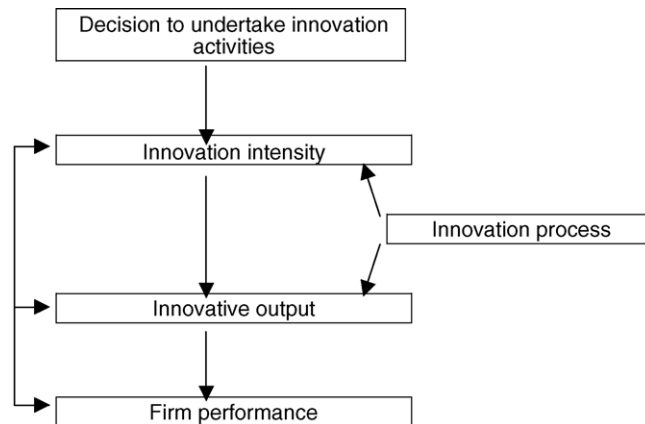 Decision to undertake innovation
activities
Innovation intensity
Innovation process
Innovative output
Firm performance